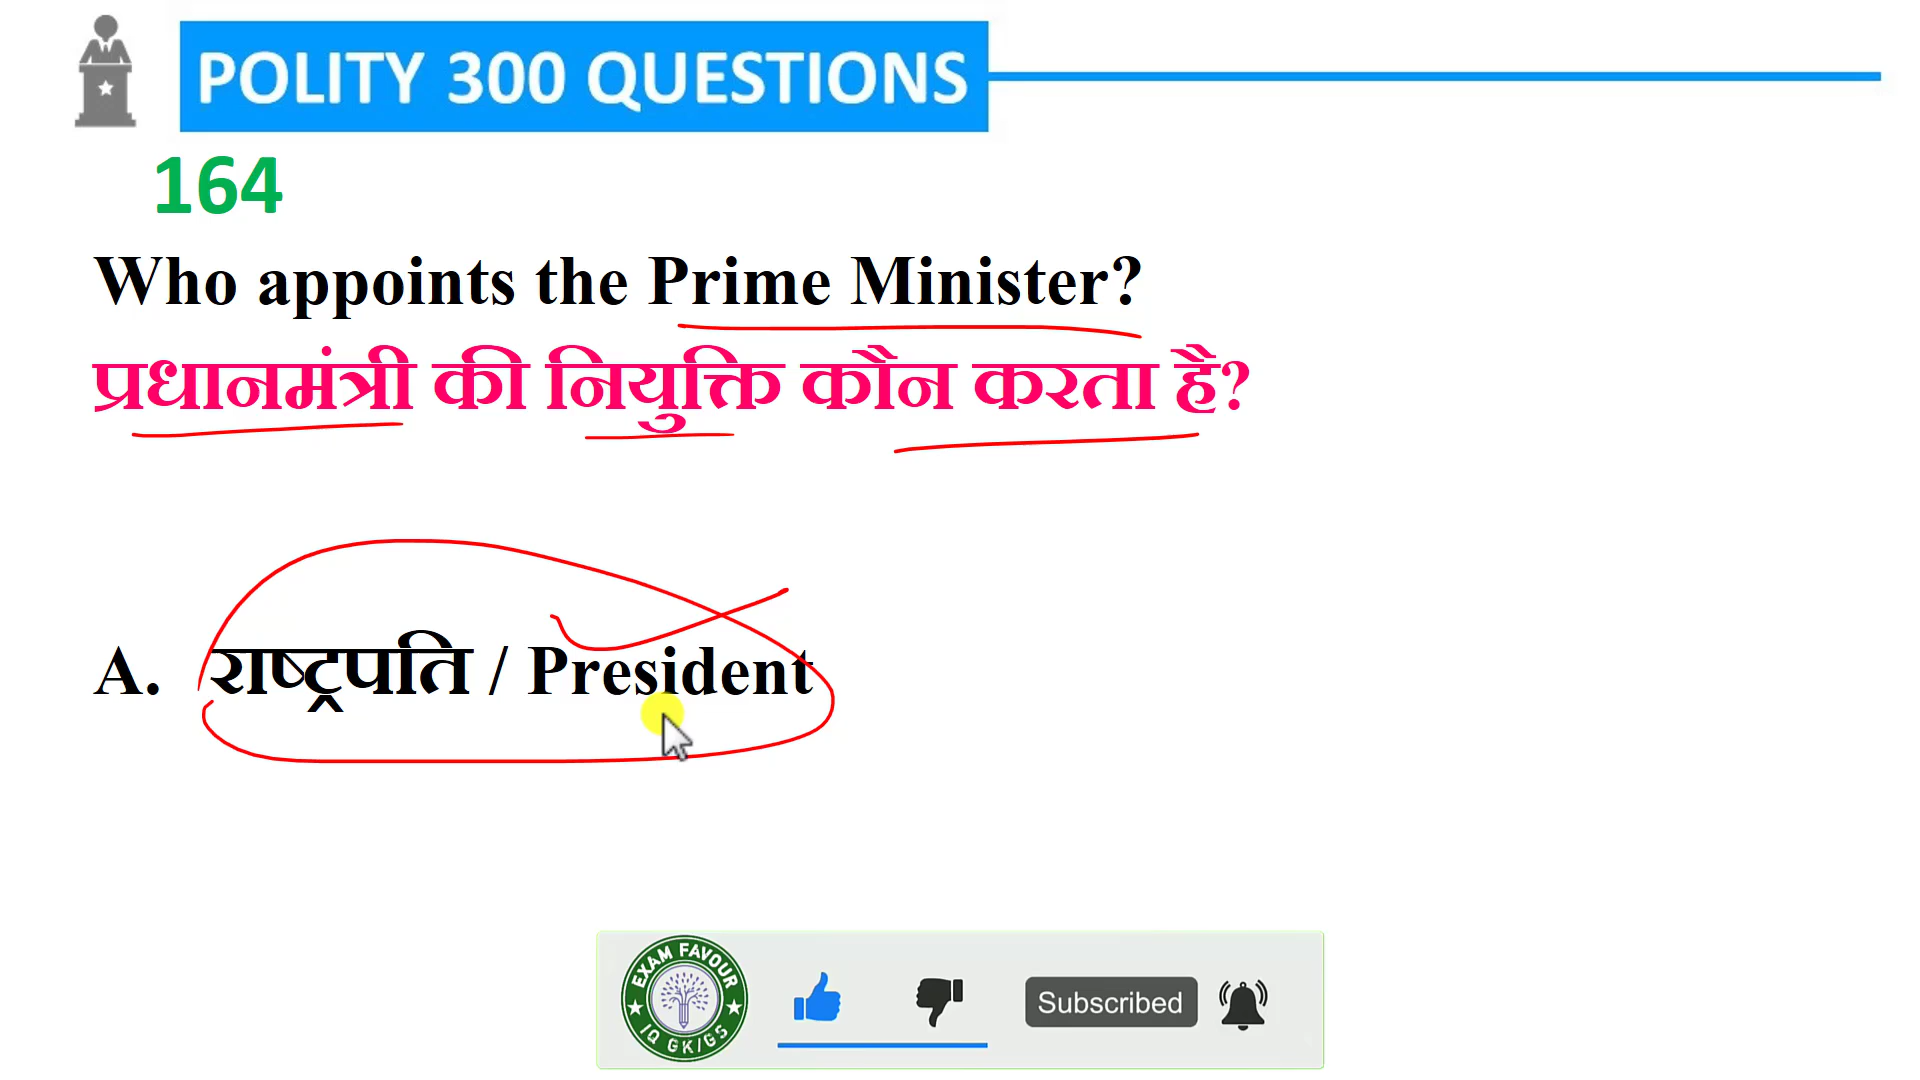 POLITY 300 QUESTIONS
164
Who appoints the Prime Minister?
प्रधानमंत्री की नियुक्ति कौन करता है?
A. राष्ट्रपति / President
EXAM FAVOUR
IQ GK/GS
Subscribed